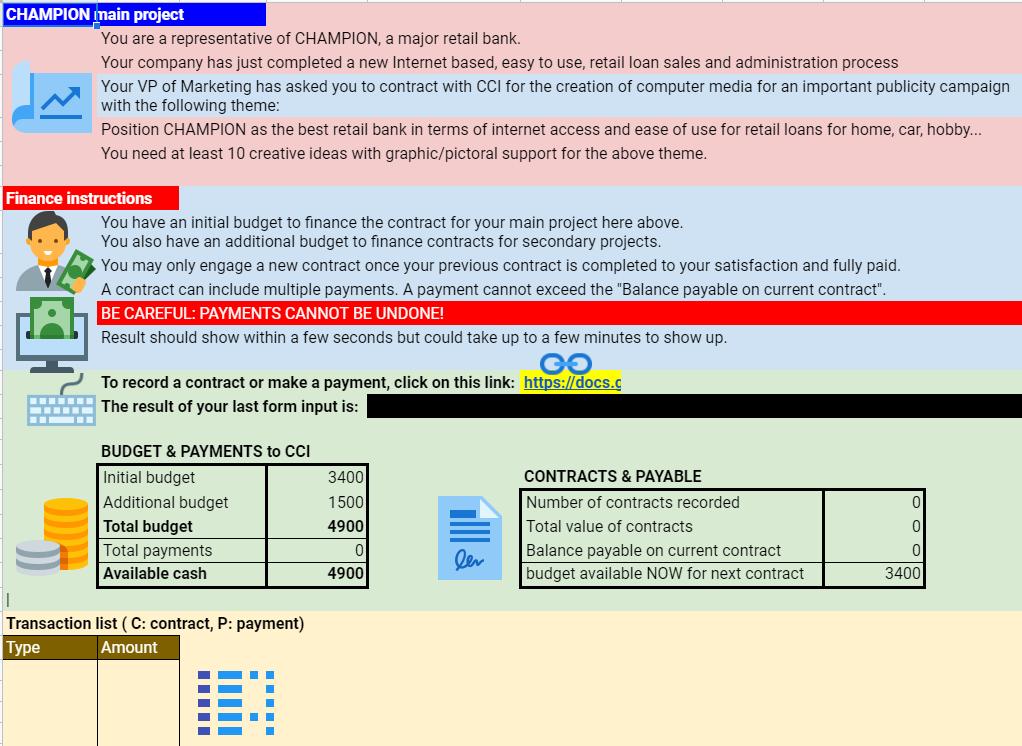 CHAMPION main project
You are a representative of CHAMPION, a major retail bank.
Your company has just completed a new Internet based, easy to use, retail loan sales and administration process
Your VP of Marketing has asked you to contract with CCI for the creation of computer media for an important publicity campaign
with the following theme:
Position CHAMPION as the best retail bank in terms of internet access and ease of use for retail loans for home, car, hobby...
You need at least 10 creative ideas with graphic/pictoral support for the above theme.
Finance instructions
You have an initial budget to finance the contract for your main project here above.
You also have an additional budget to finance contracts for secondary projects.
You may only engage a new contract once your previous contract is completed to your satisfaction and fully paid.
A contract can include multiple payments. A payment cannot exceed the "Balance payable on current contract".
BE CAREFUL: PAYMENTS CANNOT BE UNDONE!
Result should show within a few seconds but could take up to a few minutes to show up.
To record a contract or make a payment, click on this link: https://docs.
The result of your last form input is:
BUDGET & PAYMENTS to CCI
Initial budget 3400
Additional budget 1500
Total budget 4900
Total payments 0
Available cash 4900
CONTRACTS & PAYABLE
Number of contracts recorded 0
Total value of contracts 0
Balance payable on current contract 0
budget available NOW for next contract 3400
Transaction list ( C: contract, P: payment)
Type Amount